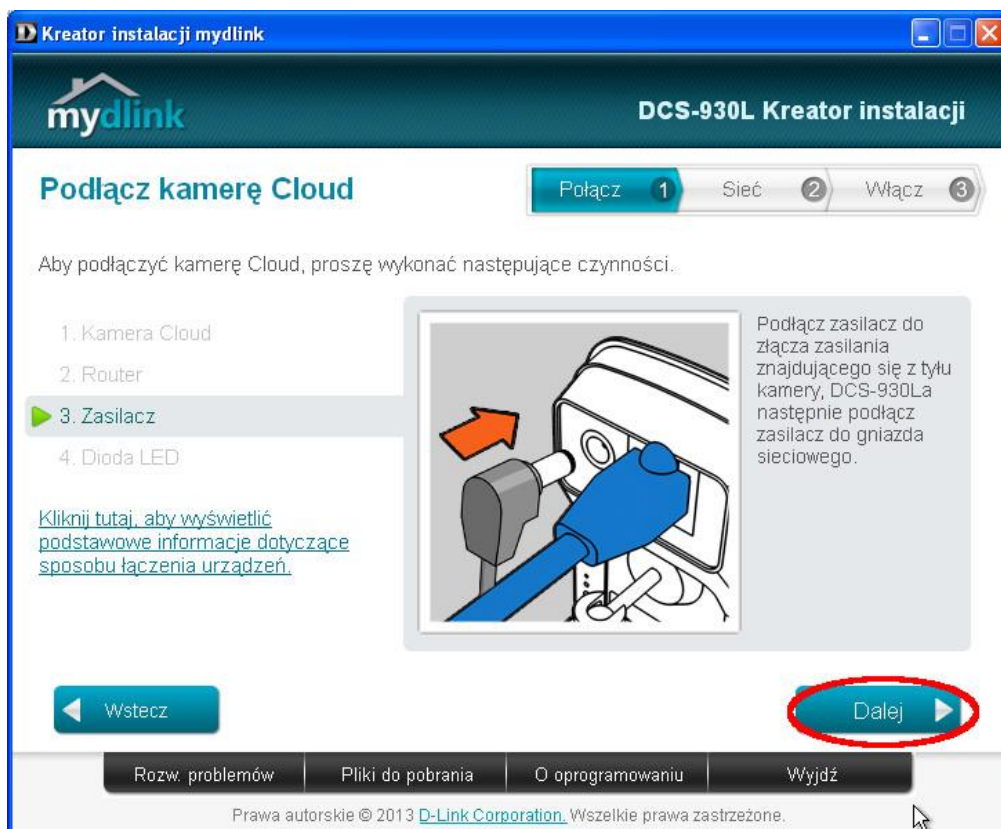 Kreator instalacji mydlink
mydlink
DCS-930L Kreator instalacji
Podłącz kamerę Cloud
Połącz 1 Sieć 2 Włącz 3
Aby podłączyć kamerę Cloud, proszę wykonać następujące czynności.
1. Kamera Cloud
2. Router
3. Zasilacz
4. Dioda LED
Kliknij tutaj, aby wyświetlić
podstawowe informacje dotyczące
sposobu łączenia urządzeń.
Podłącz zasilacz do
złącza zasilania
znajdującego się z tyłu
kamery, DCS-930La
następnie podłącz
zasilacz do gniazda
sieciowego.
Wstecz
Dalej
Rozw. problemów Pliki do pobrania O oprogramowaniu Wyjdź
Prawa autorskie © 2013 D-Link Corporation. Wszelkie prawa zastrzeżone.